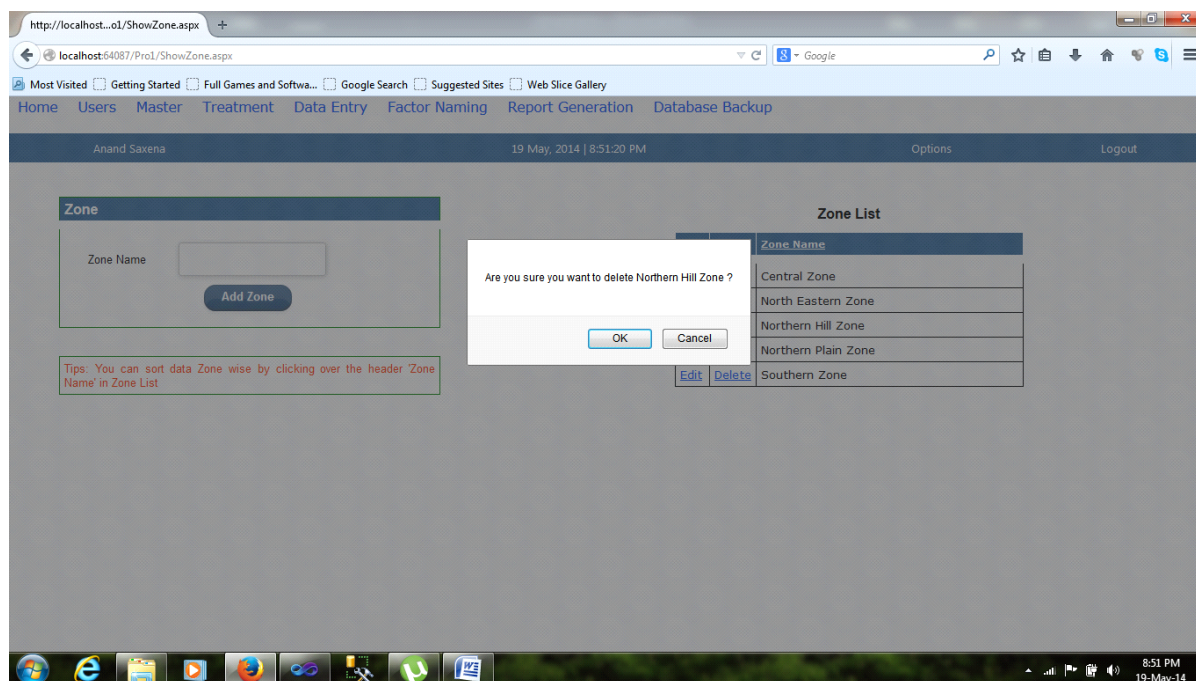 http://localhost...o1/ShowZone.aspx
localhost:64087/Pro1/ShowZone.aspx
Google
Most Visited Getting Started Full Games and Softwa... Google Search Suggested Sites Web Slice Gallery
Home Users Master Treatment Data Entry Factor Naming Report Generation Database Backup
Anand Saxena 19 May, 2014 | 8:51:20 PM Options Logout
Zone
Zone Name
Add Zone
Tips: You can sort data Zone wise by clicking over the header 'Zone
Name' in Zone List
Are you sure you want to delete Northern Hill Zone ?
OK Cancel
Zone List
Zone Name
Central Zone
North Eastern Zone
Northern Hill Zone
Northern Plain Zone
Edit Delete Southern Zone
8:51 PM
19-May-14